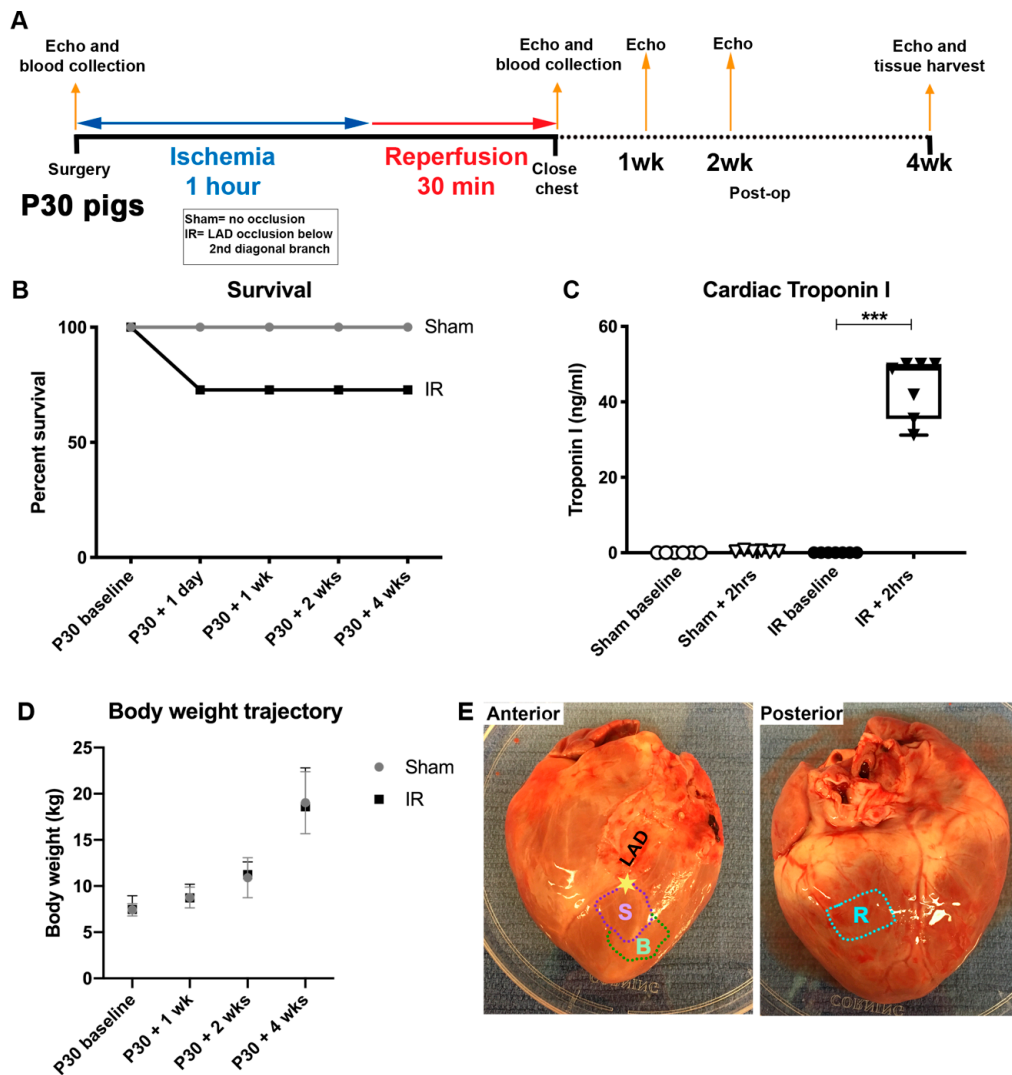 A
Echo and
blood collection
Echo and
blood collection
Echo
Echo
Echo and
tissue harvest
Surgery
Ischemia
1 hour
Reperfusion
30 min
Close
chest
1wk
2wk
4wk
Post-op
P30 pigs
Sham= no occlusion
IR= LAD occlusion below
2nd diagonal branch
B
Survival
Percent survival
100
50
0
Sham
IR
P30 baseline
P30 + 1 day
P30 + 1 wk
P30 + 2 wks
P30 + 4 wks
C
Cardiac Troponin I
Troponin I (ng/ml)
60
40
20
0
***
Sham baseline
Sham + 2hrs
IR baseline
IR + 2hrs
D
Body weight trajectory
Body weight (kg)
25
20
15
10
5
0
Sham
IR
P30 baseline
P30 + 1 wk
P30 + 2 wks
P30 + 4 wks
E
Anterior
LAD
S
B
Posterior
R